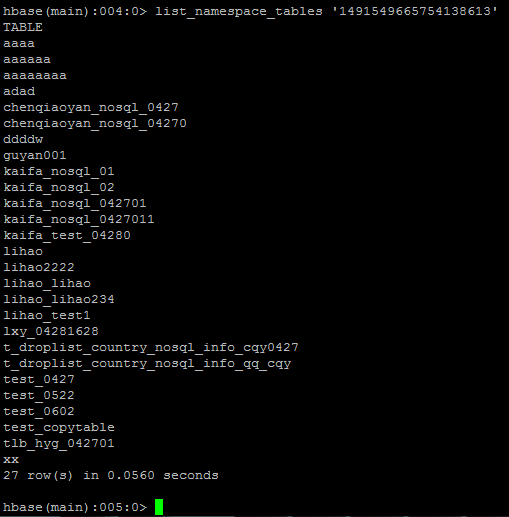 hbase(main):004:0> list_namespace_tables '1491549665754138613'
TABLE
aaaa
aaaaaa
aaaaaaaa
adad
chenqiaoyan_nosql_0427
chenqiaoyan_nosql_04270
ddddw
guyan001
kaifa_nosql_01
kaifa_nosql_02
kaifa_nosql_042701
kaifa_nosql_0427011
kaifa_test_04280
lihao
lihao2222
lihao_lihao
lihao_lihao234
lihao_test1
lxy_04281628
t_droplist_country_nosql_info_cqy0427
t_droplist_country_nosql_info_qq_cqy
test_0427
test_0522
test_0602
test_copytable
tlb_hyg_042701
xx
27 row(s) in 0.0560 seconds
hbase(main):005:0>